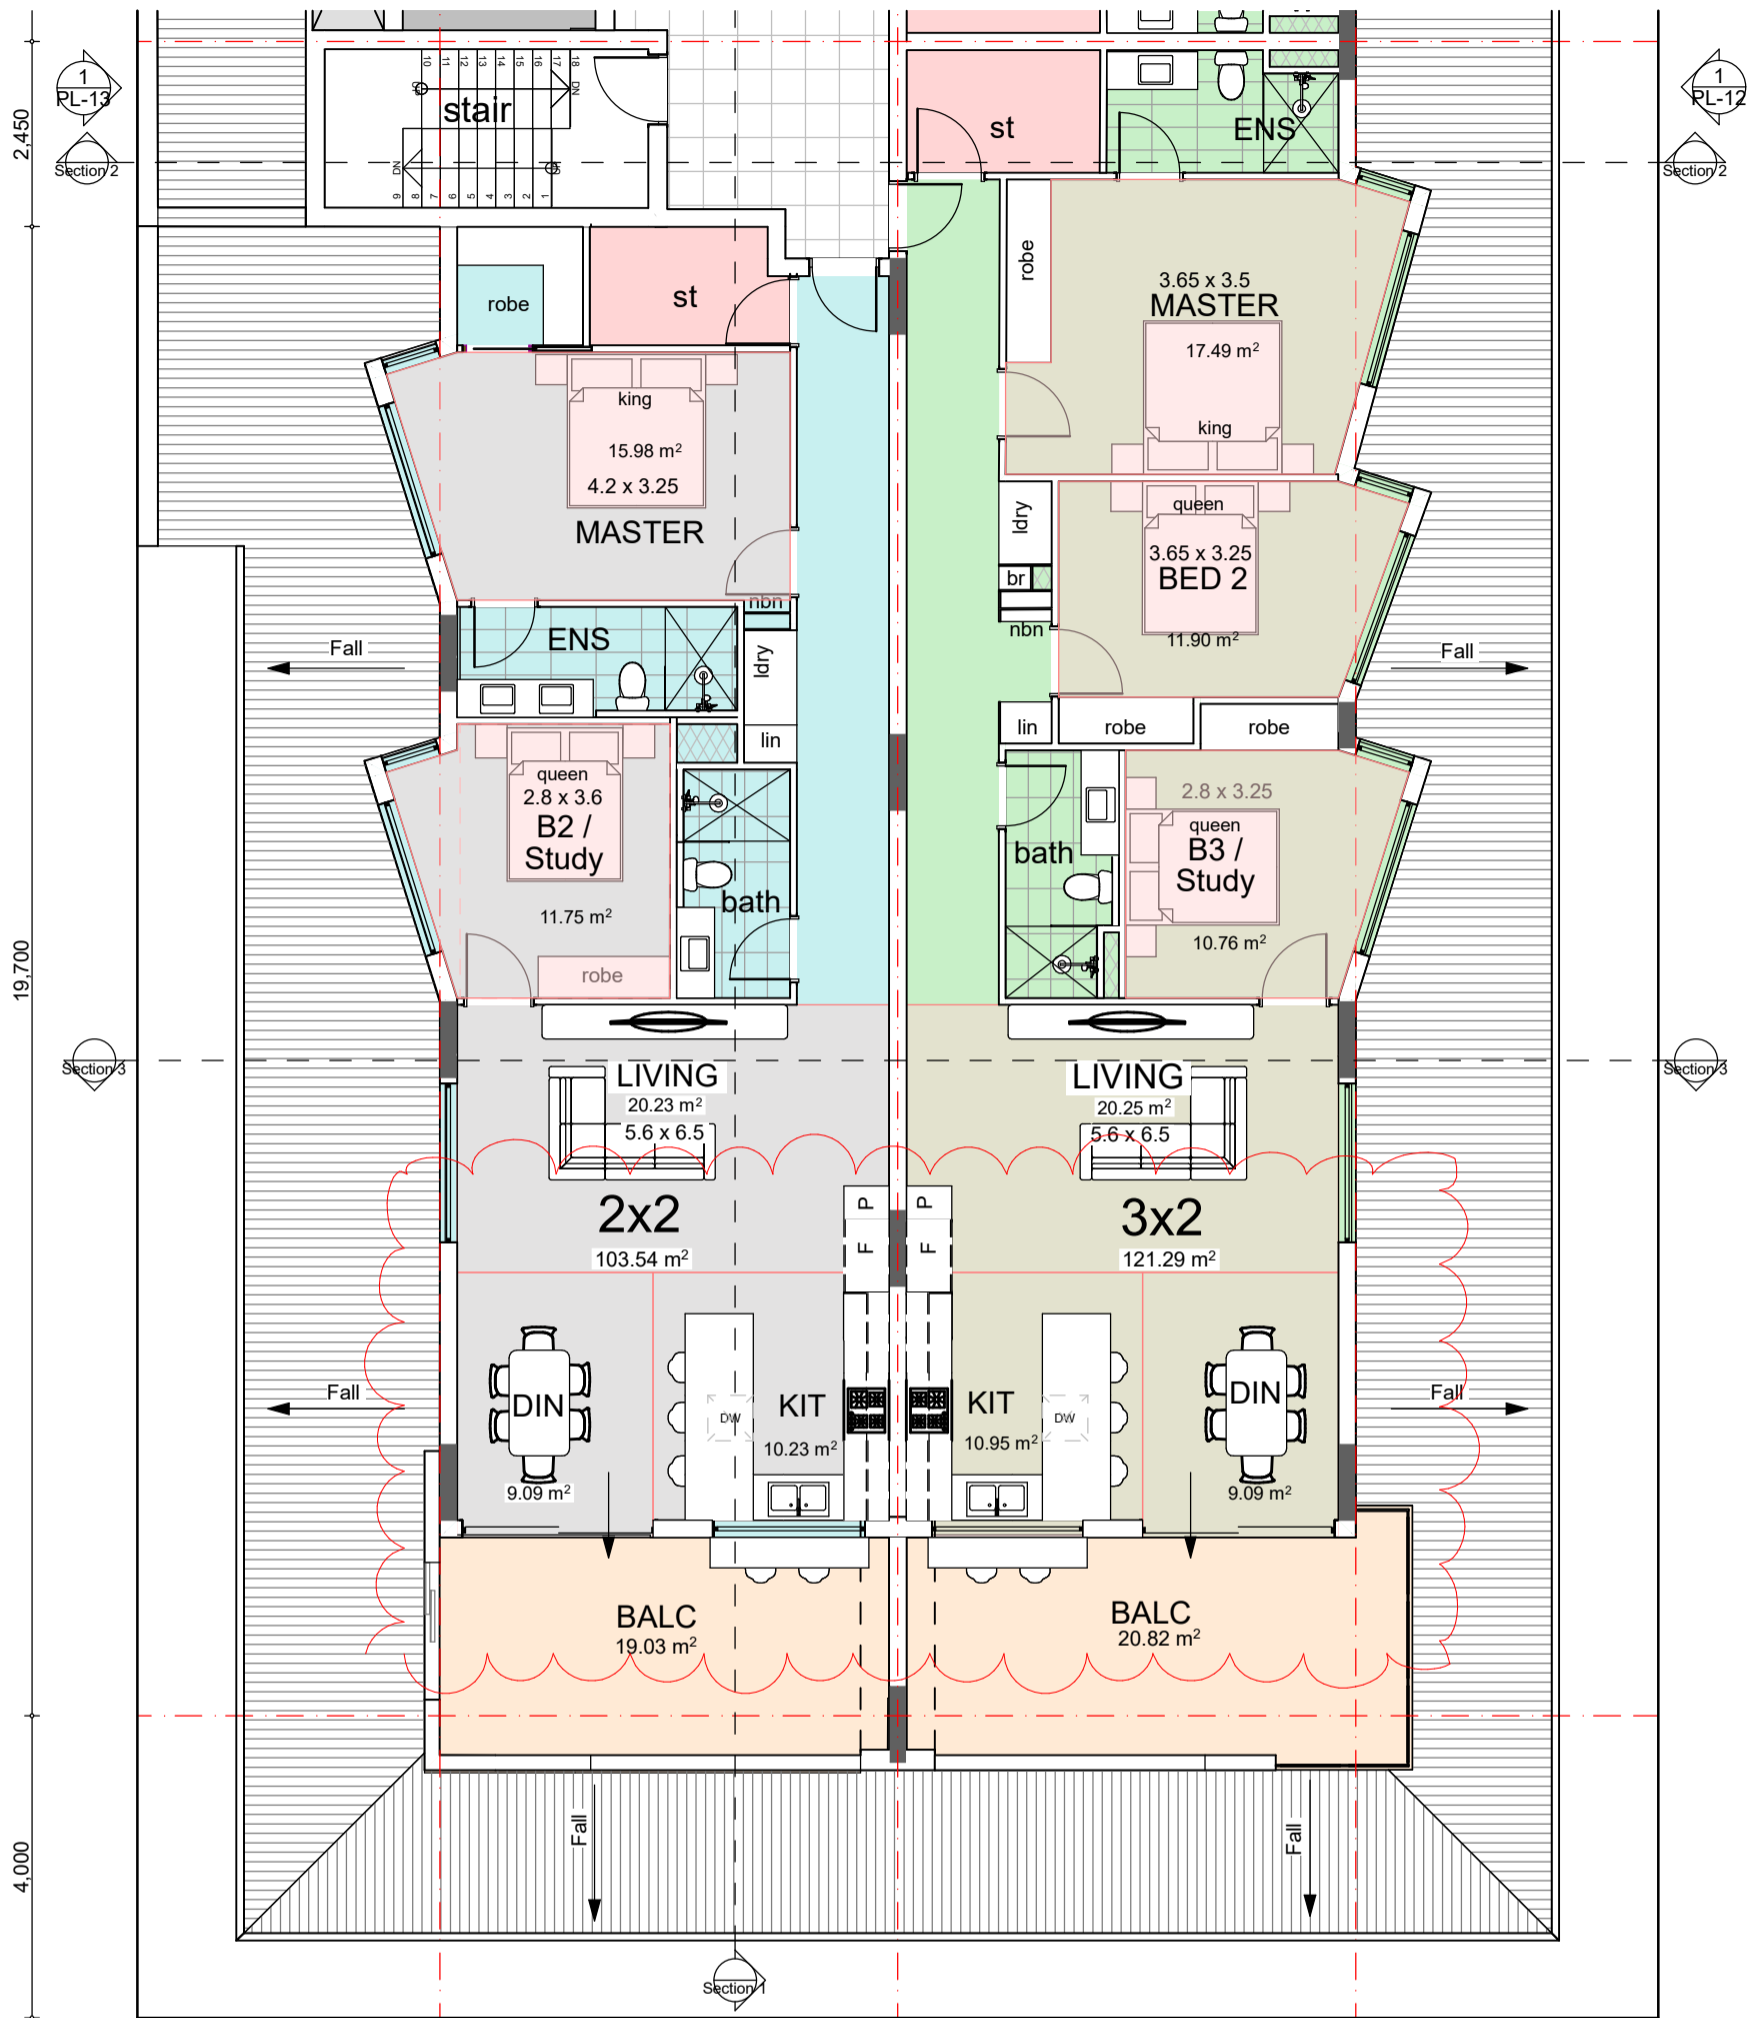 1
PL-13
Section 2
2,450
19,700
4,000
10 11 12 13 14 15 16 17 18
UP
DN
stair
DN
UP
9 8 7 6 5 4 3 2 1
st
ENS
1
PL-12
Section 2
robe
st
robe
3.65 x 3.5
MASTER
17.49 m²
king
king
15.98 m²
4.2 x 3.25
MASTER
ldry
br
nbn
queen
3.65 x 3.25
BED 2
11.90 m²
nbn
ENS
ldry
lin
Fall
Fall
lin
robe
robe
queen
2.8 x 3.6
B2 /
Study
11.75 m²
robe
bath
bath
2.8 x 3.25
queen
B3 /
Study
10.76 m²
Section 3
Section 3
LIVING
20.23 m²
5.6 x 6.5
LIVING
20.25 m²
5.6 x 6.5
2x2
103.54 m²
3x2
121.29 m²
P
F
P
F
Fall
DIN
9.09 m²
DW
KIT
10.23 m²
KIT
10.95 m²
DW
DIN
9.09 m²
Fall
BALC
19.03 m²
BALC
20.82 m²
Fall
Fall
Section 1